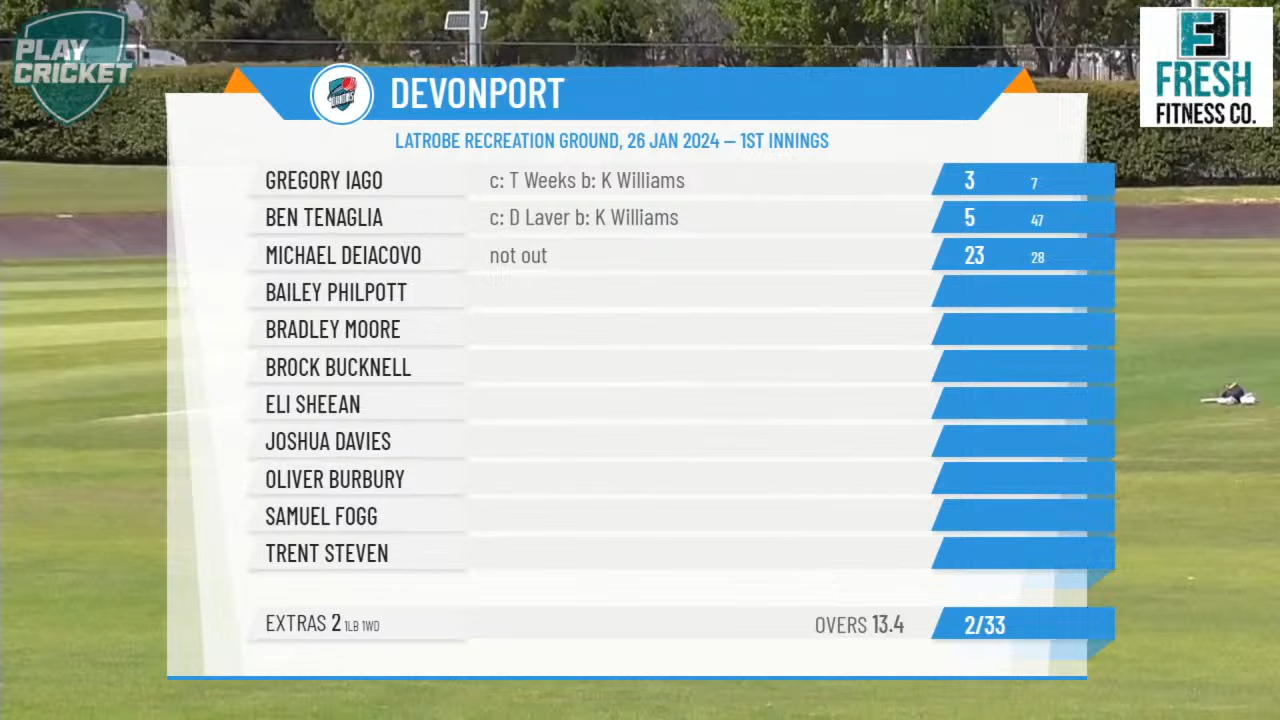 PLAY
CRICKET
DEVONPORT
FRESH
FITNESS CO.
LATROBE RECREATION GROUND, 26 JAN 2024 – 1ST INNINGS
GREGORY IAGO c: T Weeks b: K Williams 3 7
BEN TENAGLIA c: D Laver b: K Williams 5 47
MICHAEL DEIACOVO not out 23 28
BAILEY PHILPOTT
BRADLEY MOORE
BROCK BUCKNELL
ELI SHEEAN
JOSHUA DAVIES
OLIVER BURBURY
SAMUEL FOGG
TRENT STEVEN
EXTRAS 2 1LB 1WD OVERS 13.4 2/33